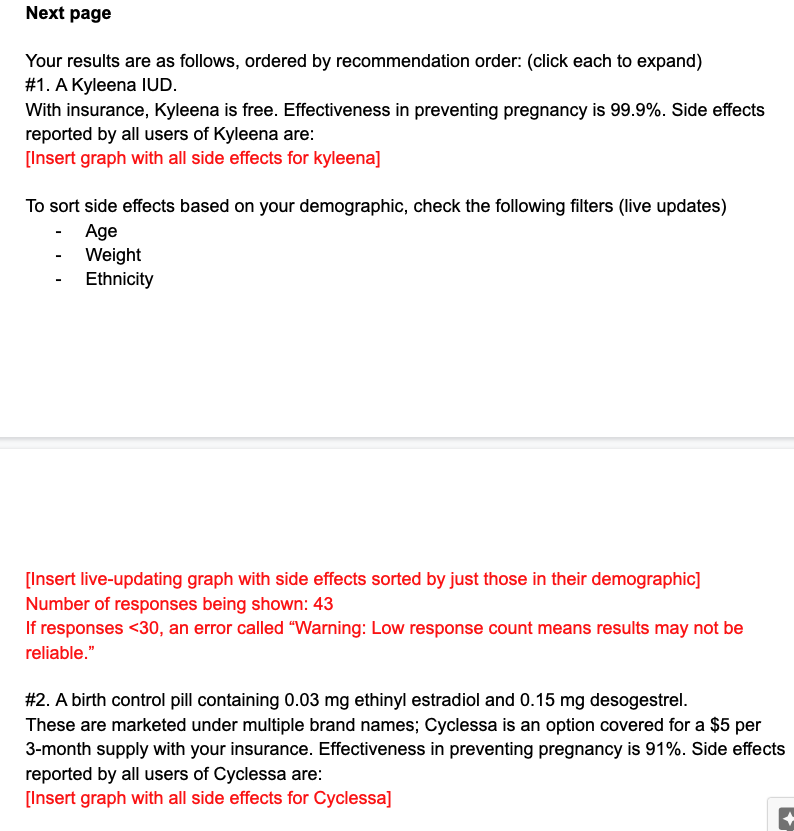 Next page
Your results are as follows, ordered by recommendation order: (click each to expand)
#1. A Kyleena IUD.
With insurance, Kyleena is free. Effectiveness in preventing pregnancy is 99.9%. Side effects
reported by all users of Kyleena are:
[Insert graph with all side effects for kyleena]
To sort side effects based on your demographic, check the following filters (live updates)
- Age
- Weight
- Ethnicity
[Insert live-updating graph with side effects sorted by just those in their demographic]
Number of responses being shown: 43
If responses <30, an error called “Warning: Low response count means results may not be
reliable.”
#2. A birth control pill containing 0.03 mg ethinyl estradiol and 0.15 mg desogestrel.
These are marketed under multiple brand names; Cyclessa is an option covered for a $5 per
3-month supply with your insurance. Effectiveness in preventing pregnancy is 91%. Side effects
reported by all users of Cyclessa are:
[Insert graph with all side effects for Cyclessa]